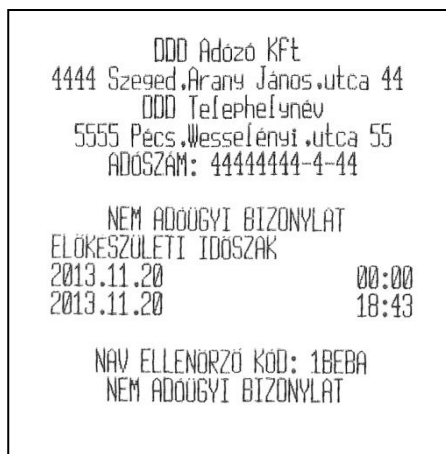 DDD Adózó Kft
4444 Szeged,Arany János,utca 44
DDD Telephelynév
5555 Pécs,Wesselényi,utca 55
ADÓSZÁM: 44444444-4-44
NEM ADÓÜGYI BIZONYLAT
ELŐKÉSZÜLETI IDŐSZAK
2013.11.20 00:00
2013.11.20 18:43
NAV ELLENŐRZŐ KÓD: 1BEBA
NEM ADÓÜGYI BIZONYLAT